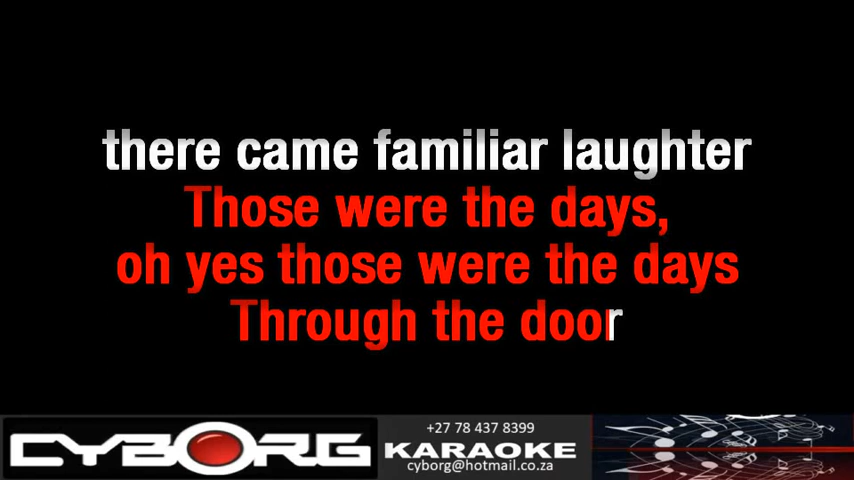 there came familiar laughter
Those were the days,
oh yes those were the days
Through the door
CYBORG
+27 78 437 8399
KARAOKE
cyborg@hotmail.co.za